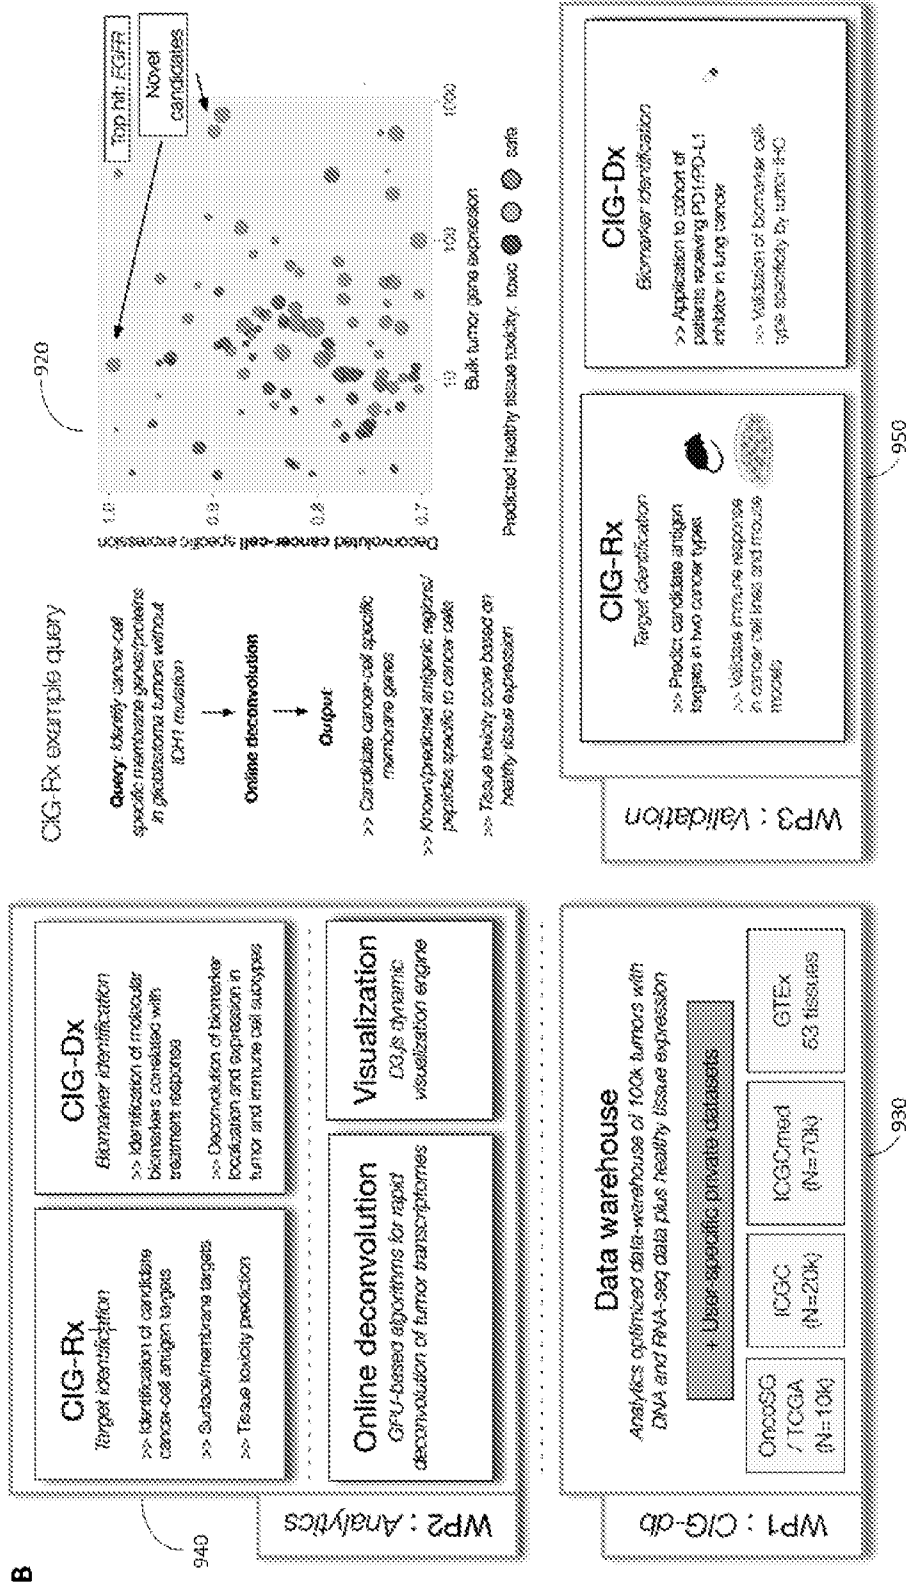 B
940
WP2 : Analytics
CIG-Rx
Target identification
>> Identification of candidate
cancer-cell antigen targets
>> Surface/membrane targets
>> Tissue toxicity prediction
CIG-Dx
Biomarker identification
>> Identification of molecular
biomarkers correlated with
treatment response
>> Deconvolution of biomarker
localization and expression in
tumor and immune cell subtypes
Online deconvolution
GPU-based algorithms for rapid
deconvolution of tumor transcriptomes
Visualization
D3.js dynamic
visualization engine
WP1 : CIG-db
Data warehouse
Analytics optimized data-warehouse of 100k tumors with
DNA and RNA-seq data plus healthy tissue expression
+ User-specific private datasets
OncoSG
/ TCGA
(N=10k)
ICGC
(N=20k)
ICGCmed
(N=70k)
GTEx
53 tissues
930
CIG-Rx example query
Query: Identify cancer-cell
specific membrane genes/proteins
in glioblastoma tumors without
IDH1 mutation
Online deconvolution
Output
>> Candidate cancer-cell specific
membrane genes
>> Known/predicted antigenic regions/
peptides specific to cancer cells
>> Tissue toxicity score based on
healthy tissue expression
920
Top hit: EGFR
Novel
candidates
Deconvoluted cancer-cell specific expression
1.0
0.9
0.8
0.7
10
100
1000
Bulk tumor gene expression
Predicted healthy tissue toxicity: toxic
safe
WP3 : Validation
CIG-Rx
Target identification
>> Predict candidate antigen
targets in two cancer types
>> Validate immune response
in cancer cell lines and mouse
models
CIG-Dx
Biomarker identification
>> Application to cohort of
patients receiving PD1/PD-L1
inhibitor in lung cancer
>> Validation of biomarker cell-
type specificity by tumor IHC
950